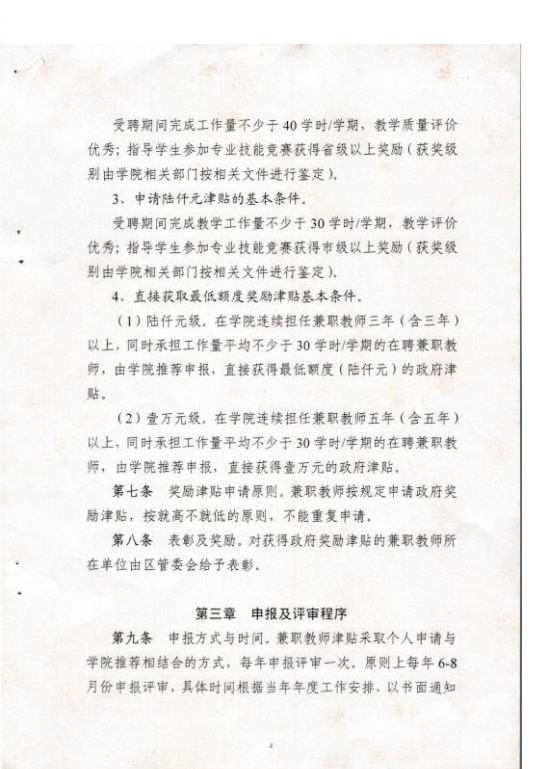 受聘期间完成工作量不少于 40 学时/学期，教学质量评价
优秀；指导学生参加专业技能竞赛获得省级以上奖励（获奖级
别由学院相关部门按相关文件进行鉴定）。
3、申请陆仟元津贴的基本条件。
受聘期间完成教学工作量不少于 30 学时/学期，教学评价
优秀；指导学生参加专业技能竞赛获得市级以上奖励（获奖级
别由学院相关部门按相关文件进行鉴定）。
4、直接获取最低额度奖励津贴基本条件。
（1）陆仟元级。在学院连续担任兼职教师三年（含三年）
以上，同时承担工作量平均不少于 30 学时/学期的在聘兼职教
师，由学院推荐申报，直接获得最低额度（陆仟元）的政府津
贴。
（2）壹万元级。在学院连续担任兼职教师五年（含五年）
以上，同时承担工作量平均不少于 30 学时/学期的在聘兼职教
师，由学院推荐申报，直接获得壹万元的政府津贴。
第七条 奖励津贴申请原则。兼职教师按规定申请政府奖
励津贴，按就高不就低的原则，不能重复申请。
第八条 表彰及奖励。对获得政府奖励津贴的兼职教师所
在单位由区管委会给予表彰。
第三章 申报及评审程序
第九条 申报方式与时间。兼职教师津贴采取个人申请与
学院推荐相结合的方式，每年申报评审一次。原则上每年 6-8
月份申报评审，具体时间根据当年年度工作安排，以书面通知
4